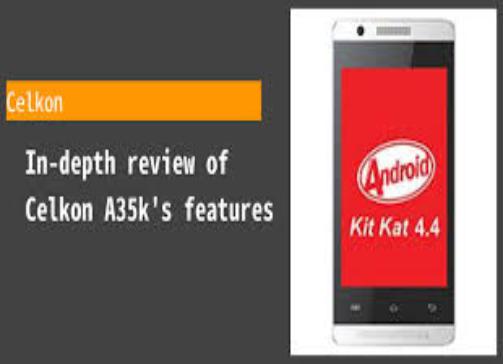 Celkon
In-depth review of
Celkon A35k's features
Android
Kit Kat 4.4